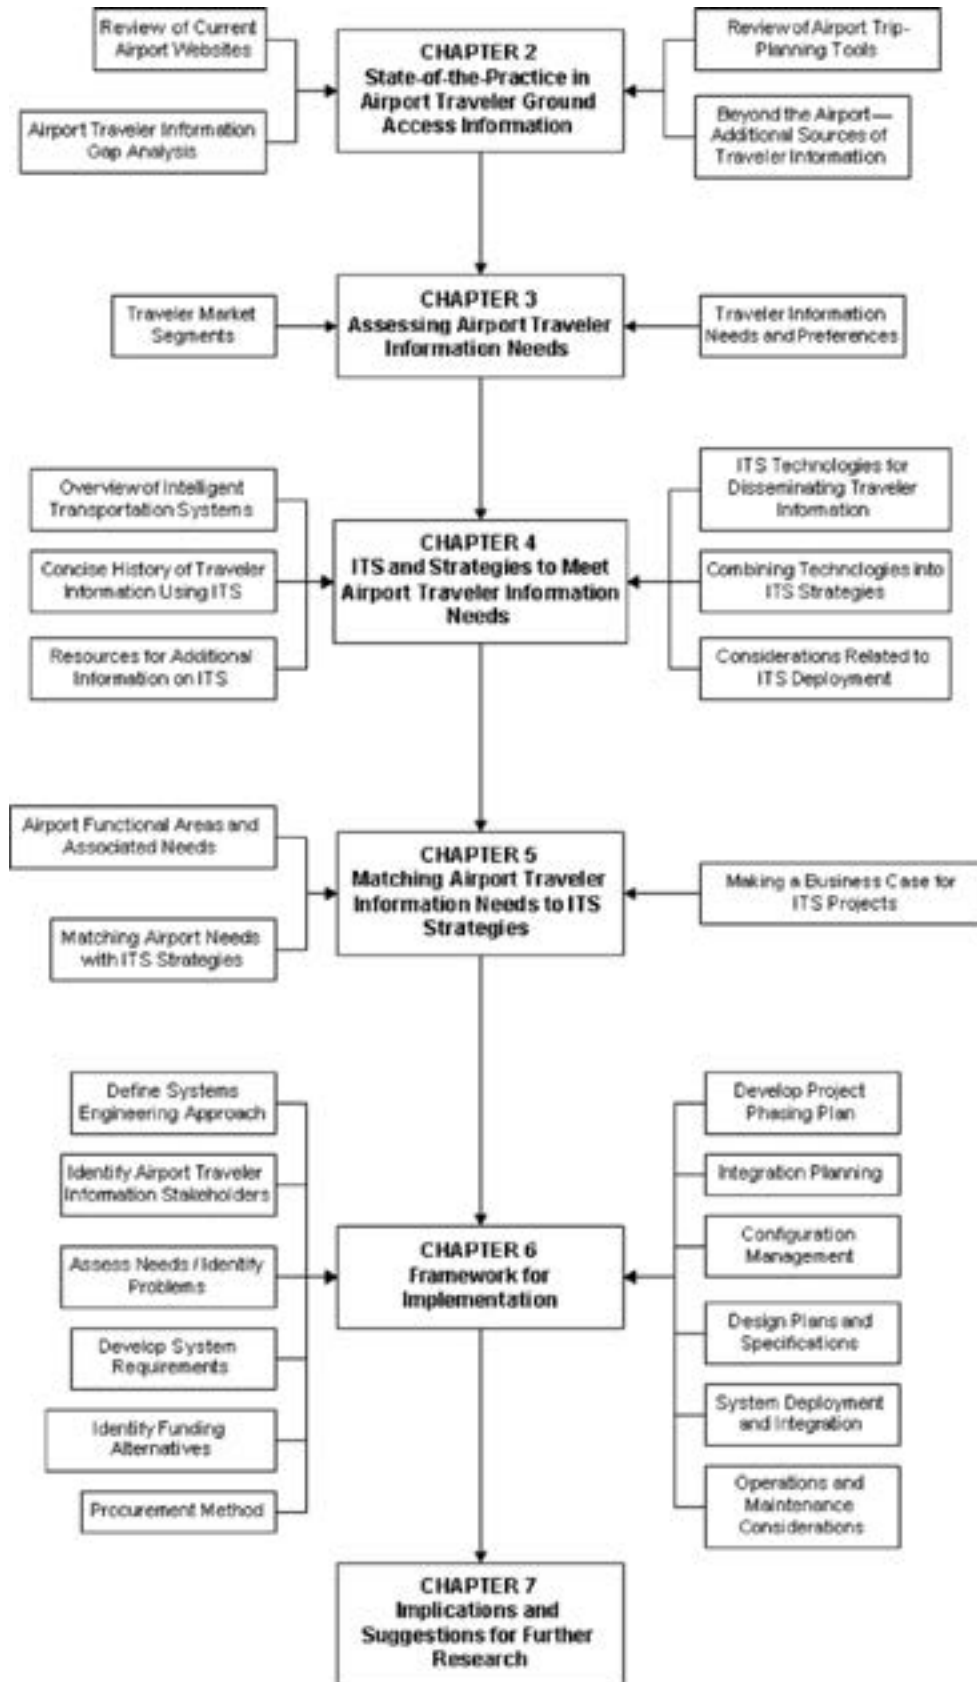 Review of Current
Airport Websites
Airport Traveler Information
Gap Analysis
CHAPTER 2
State-of-the-Practice in
Airport Traveler Ground
Access Information
Review of Airport Trip-
Planning Tools
Beyond the Airport—
Additional Sources of
Traveler Information
Traveler Market
Segments
CHAPTER 3
Assessing Airport Traveler
Information Needs
Traveler Information
Needs and Preferences
Overview of Intelligent
Transportation Systems
Concise History of Traveler
Information Using ITS
Resources for Additional
Information on ITS
CHAPTER 4
ITS and Strategies to Meet
Airport Traveler Information
Needs
ITS Technologies for
Disseminating Traveler
Information
Combining Technologies into
ITS Strategies
Considerations Related to
ITS Deployment
Airport Functional Areas and
Associated Needs
Matching Airport Needs
with ITS Strategies
CHAPTER 5
Matching Airport Traveler
Information Needs to ITS
Strategies
Making a Business Case for
ITS Projects
Define Systems
Engineering Approach
Identify Airport Traveler
Information Stakeholders
Assess Needs / Identify
Problems
Develop System
Requirements
Identify Funding
Alternatives
Procurement Method
CHAPTER 6
Framework for
Implementation
Develop Project
Phasing Plan
Integration Planning
Configuration
Management
Design Plans and
Specifications
System Deployment
and Integration
Operations and
Maintenance
Considerations
CHAPTER 7
Implications and
Suggestions for Further
Research